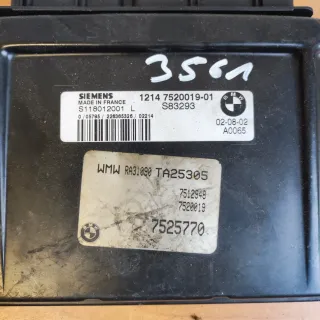 3561
SIEMENS 1214 7520019-01
MADE IN FRANCE
S118012001 L S83293
02-08-02
A0065
WMW RA31090 TA25305
7512948
7520019
7525770